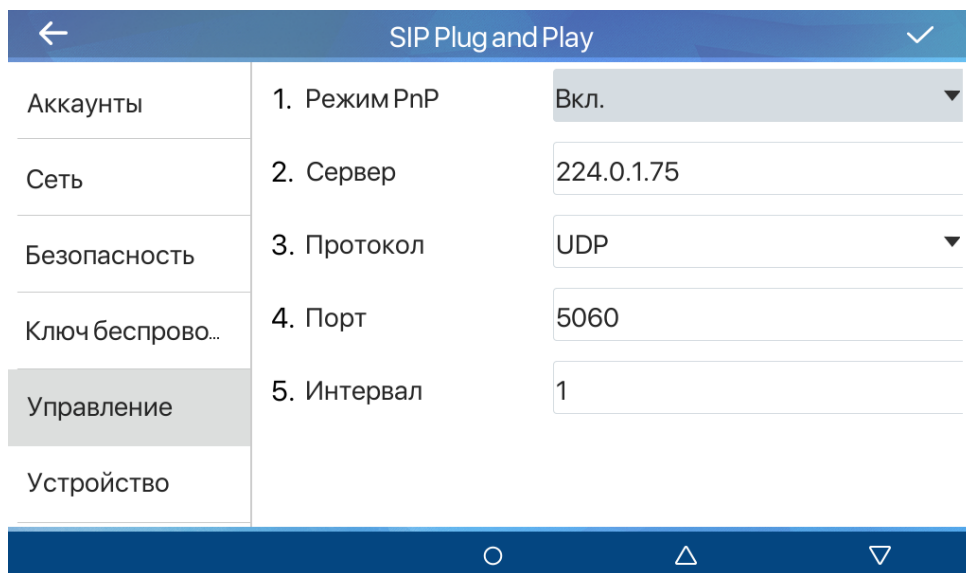 SIP Plug and Play
Аккаунты
Сеть
Безопасность
Ключ беспрово...
Управление
Устройство
1. Режим PnP
Вкл.
2. Сервер
224.0.1.75
3. Протокол
UDP
4. Порт
5060
5. Интервал
1